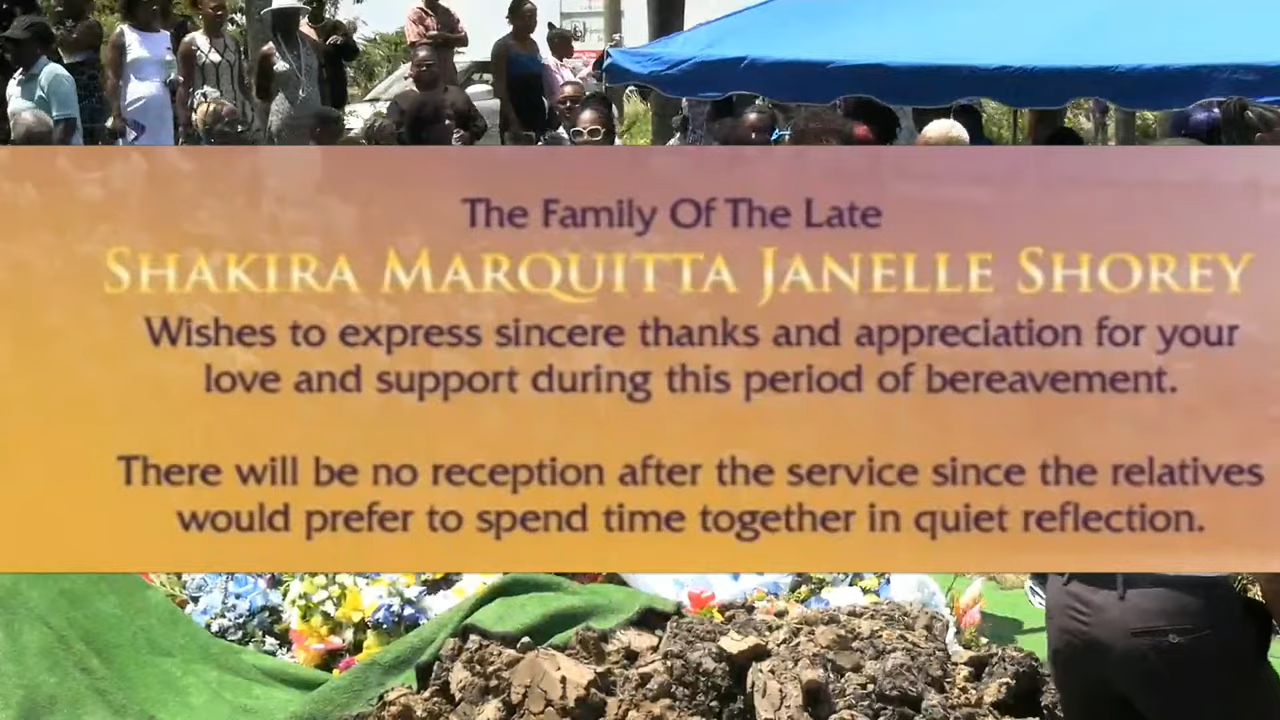 The Family Of The Late
SHAKIRA MARQUITTA JANELLE SHOREY
Wishes to express sincere thanks and appreciation for your
love and support during this period of bereavement.
There will be no reception after the service since the relatives
would prefer to spend time together in quiet reflection.